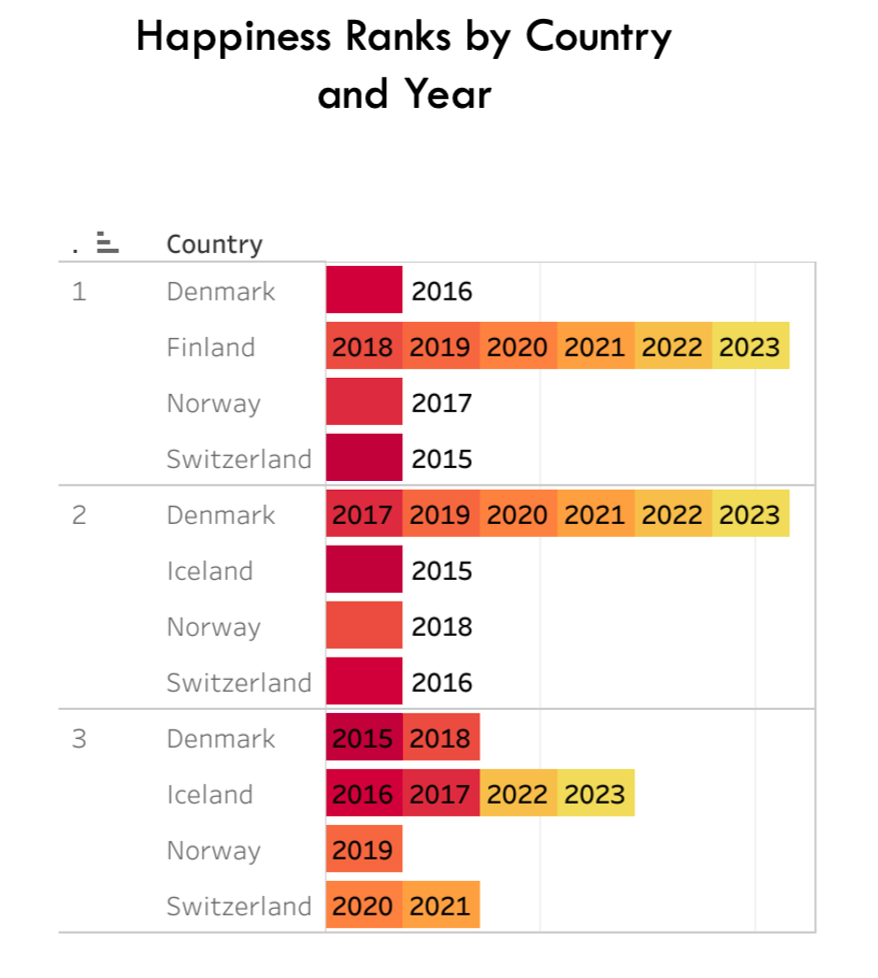 Happiness Ranks by Country
and Year
. Country
1 Denmark 2016
Finland 2018 2019 2020 2021 2022 2023
Norway 2017
Switzerland 2015
2 Denmark 2017 2019 2020 2021 2022 2023
Iceland 2015
Norway 2018
Switzerland 2016
3 Denmark 2015 2018
Iceland 2016 2017 2022 2023
Norway 2019
Switzerland 2020 2021